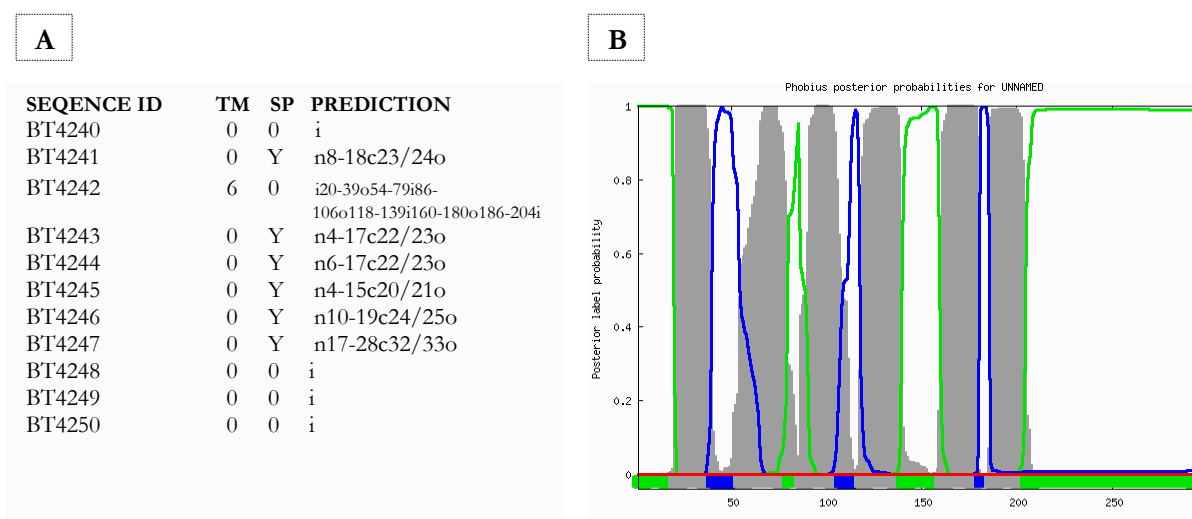 A
B
SEQENCE ID TM SP PREDICTION
BT4240 0 0 i
BT4241 0 Y n8-18c23/24o
BT4242 6 0 i20-39o54-79i86-
106o118-139i160-180o186-204i
BT4243 0 Y n4-17c22/23o
BT4244 0 Y n6-17c22/23o
BT4245 0 Y n4-15c20/21o
BT4246 0 Y n10-19c24/25o
BT4247 0 Y n17-28c32/33o
BT4248 0 0 i
BT4249 0 0 i
BT4250 0 0 i
Phobius posterior probabilities for UNNAMED
Posterior label probability
1
0.8
0.6
0.4
0.2
0
50 100 150 200 250